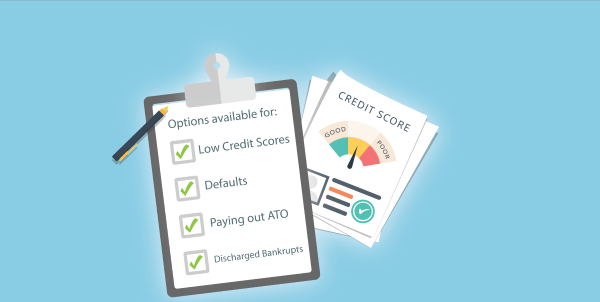 Options available for:
Low Credit Scores
Defaults
Paying out ATO
Discharged Bankrupts
CREDIT SCORE
GOOD
POOR